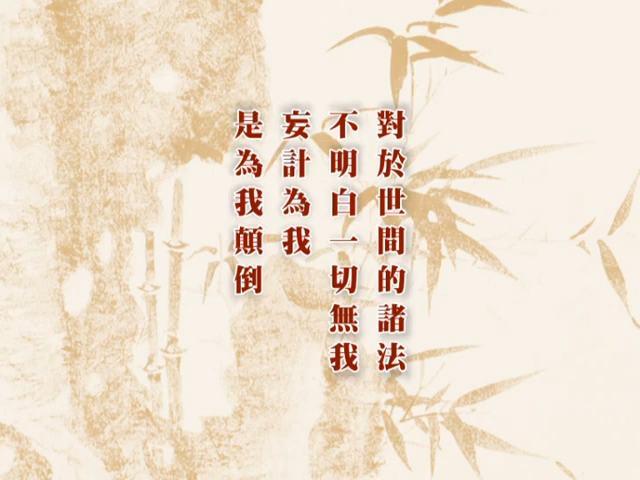 對於世間的諸法
不明白一切無我
妄計為我
是為我顛倒